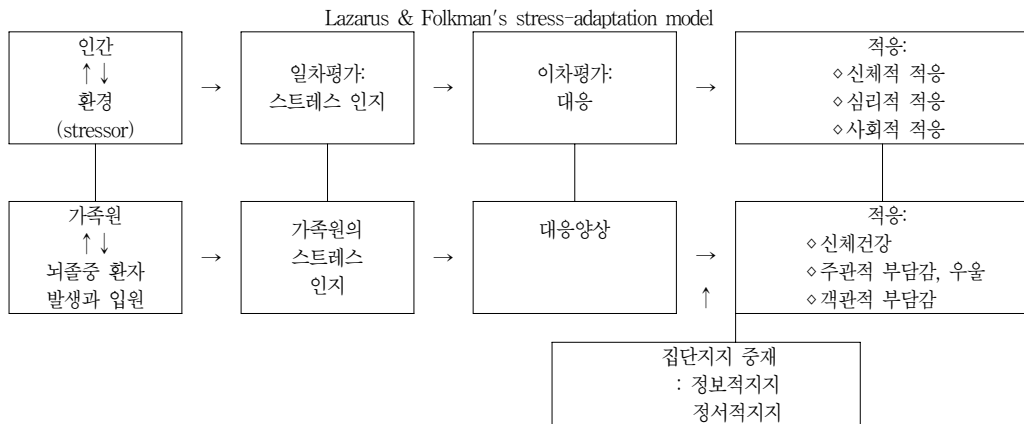 Lazarus & Folkman's stress-adaptation model
인간
↑↓
환경
(stressor)
→
일차평가:
스트레스 인지
→
이차평가:
대응
→
적응:
◇신체적 적응
◇심리적 적응
◇사회적 적응
가족원
↑↓
뇌졸중 환자
발생과 입원
→
가족원의
스트레스
인지
→
대응양상
→
↑
적응:
◇신체건강
◇주관적 부담감, 우울
◇객관적 부담감
집단지지 중재
: 정보적지지
정서적지지